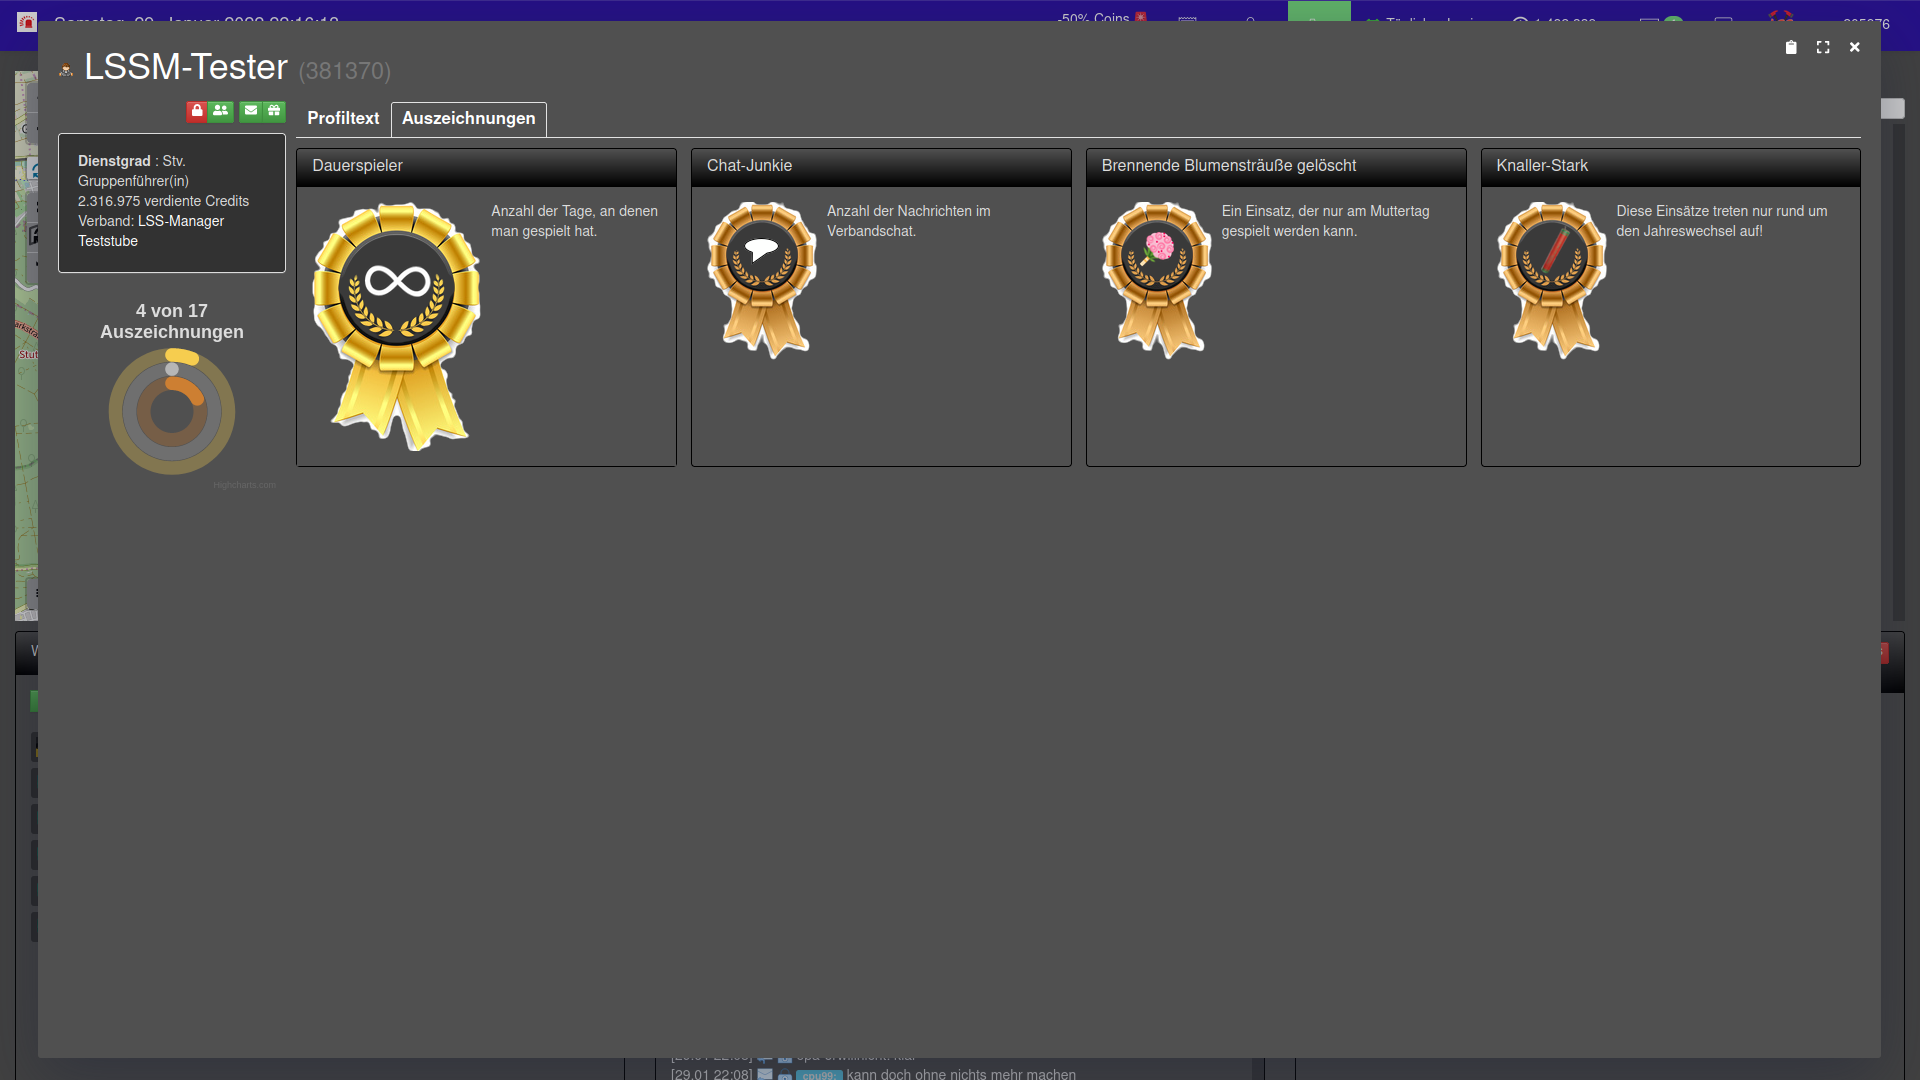 -50% Coins
LSSM-Tester (381370)
Profiltext
Auszeichnungen
Dienstgrad : Stv.
Gruppenführer(in)
2.316.975 verdiente Credits
Verband: LSS-Manager
Teststube
4 von 17
Auszeichnungen
Highcharts.com
Dauerspieler
Anzahl der Tage, an denen
man gespielt hat.
Chat-Junkie
Anzahl der Nachrichten im
Verbandschat.
Brennende Blumensträuße gelöscht
Ein Einsatz, der nur am Muttertag
gespielt werden kann.
Knaller-Stark
Diese Einsätze treten nur rund um
den Jahreswechsel auf!
[29.01 22:08] cpu99: kann doch ohne nichts mehr machen